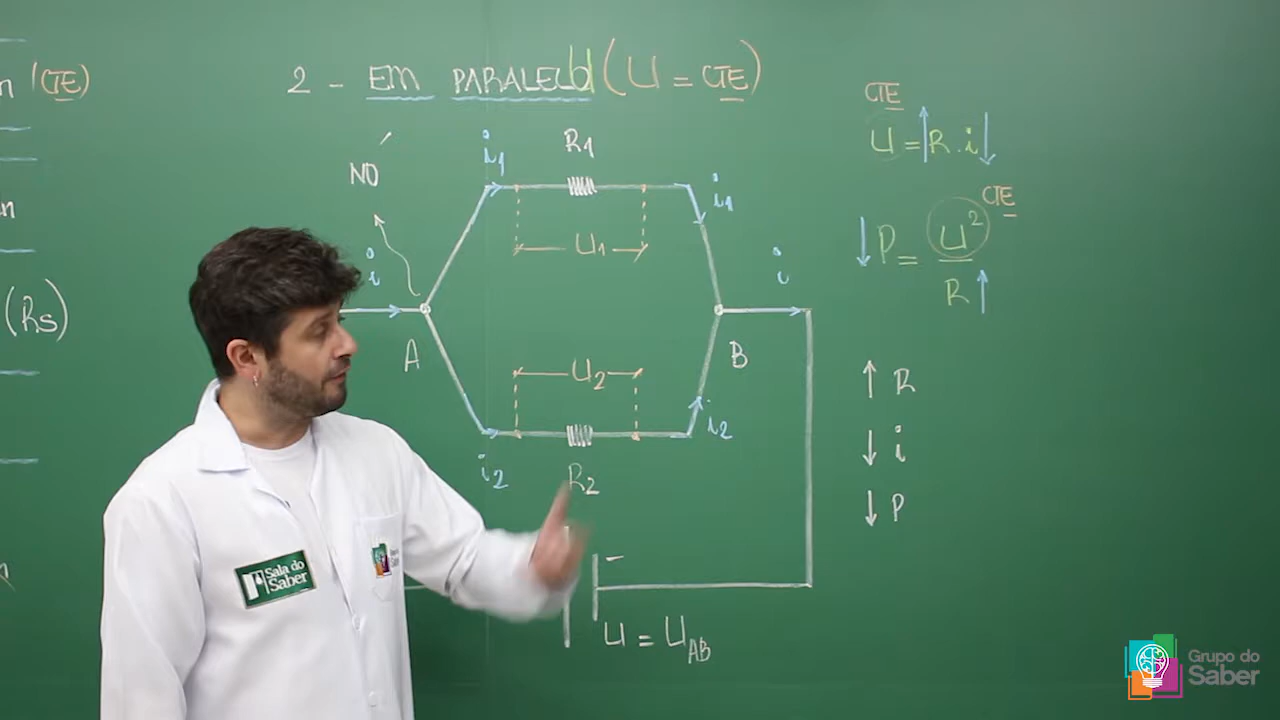 (CTE)
(Rs)
2 - EM PARALELO (U = CTE)
NÓ
i
A
i1
R1
i1
U1
i
B
U2
i2
R2
i2
-
U = UAB
CTE
U = R.i
CTE
P = U²/R
↑ R
↓ i
↓ P
Sala do
Saber
Grupo do
Saber